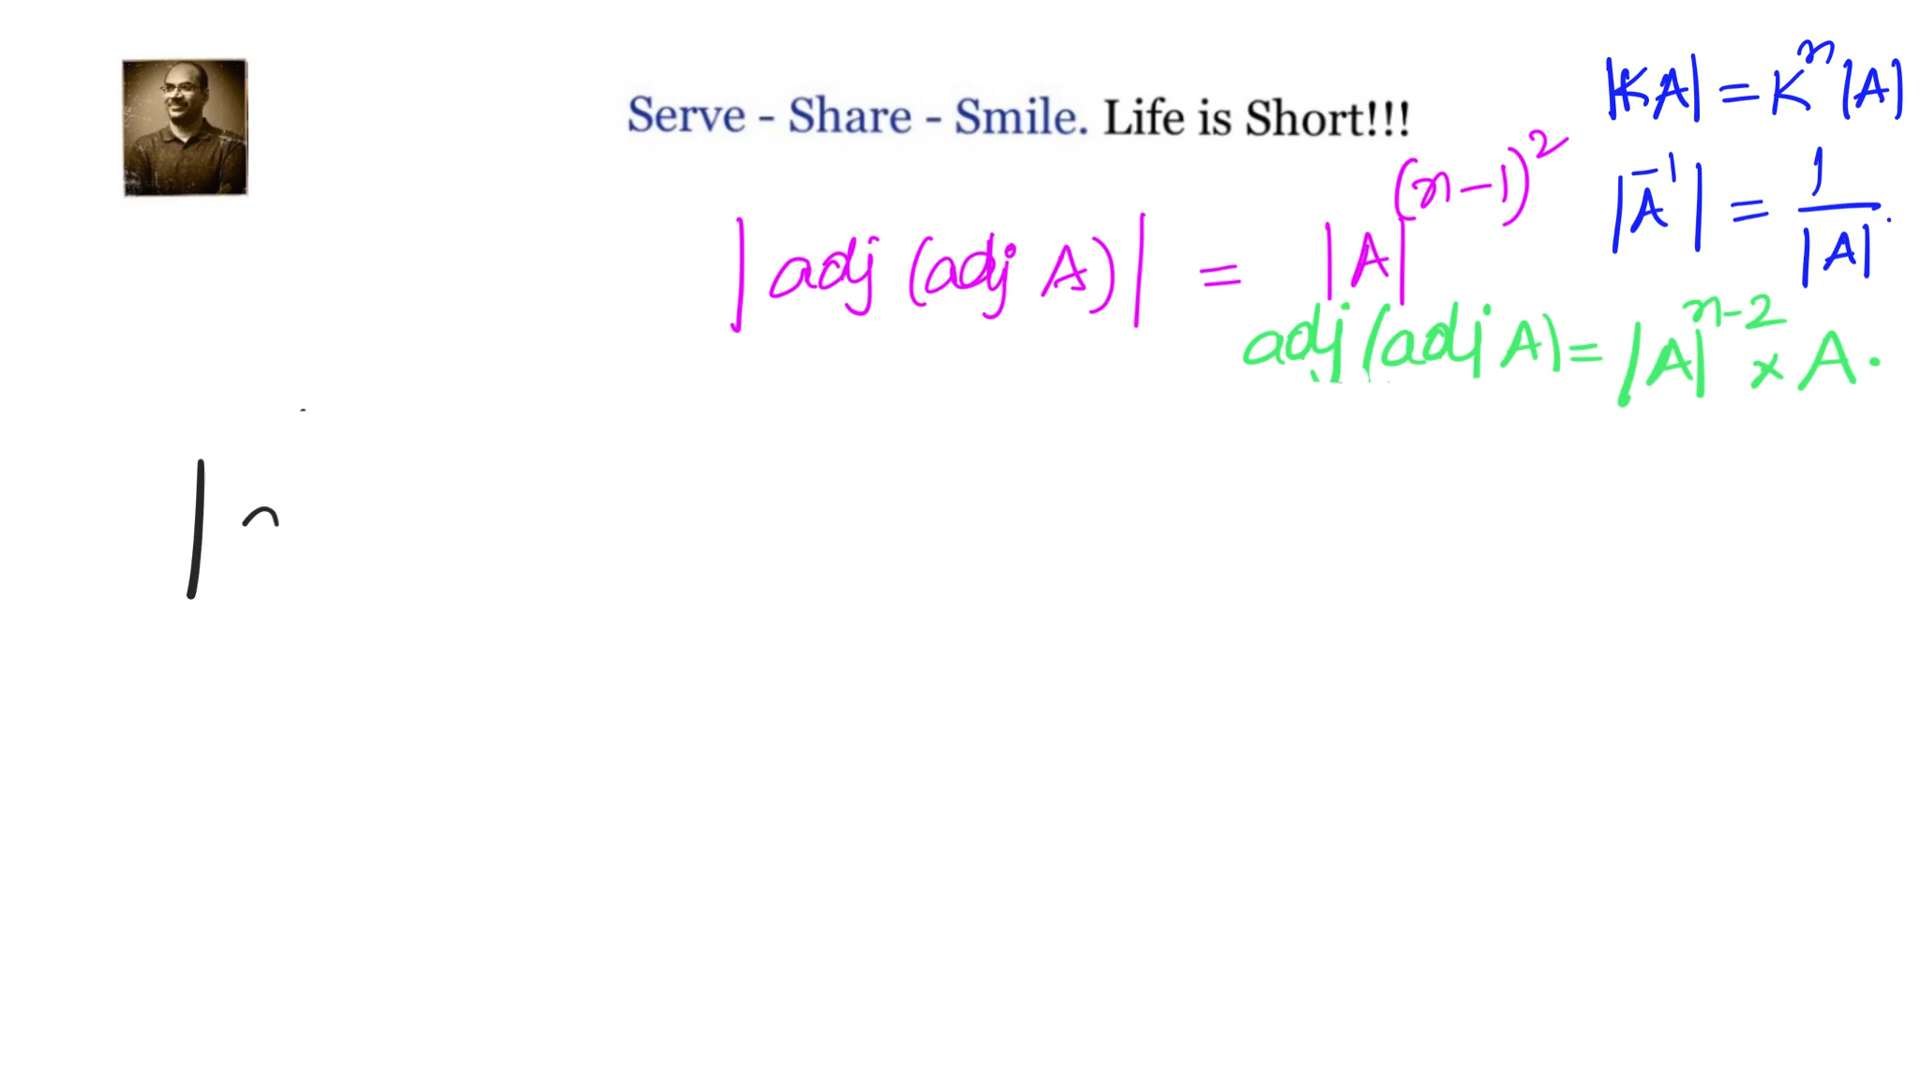 |KA| = K^n |A|
Serve - Share - Smile. Life is Short!!!
|A^-1| = 1/|A|.
|adj (adj A)| = |A|^(n-1)^2
adj (adj A) = |A|^n-2 × A.
|